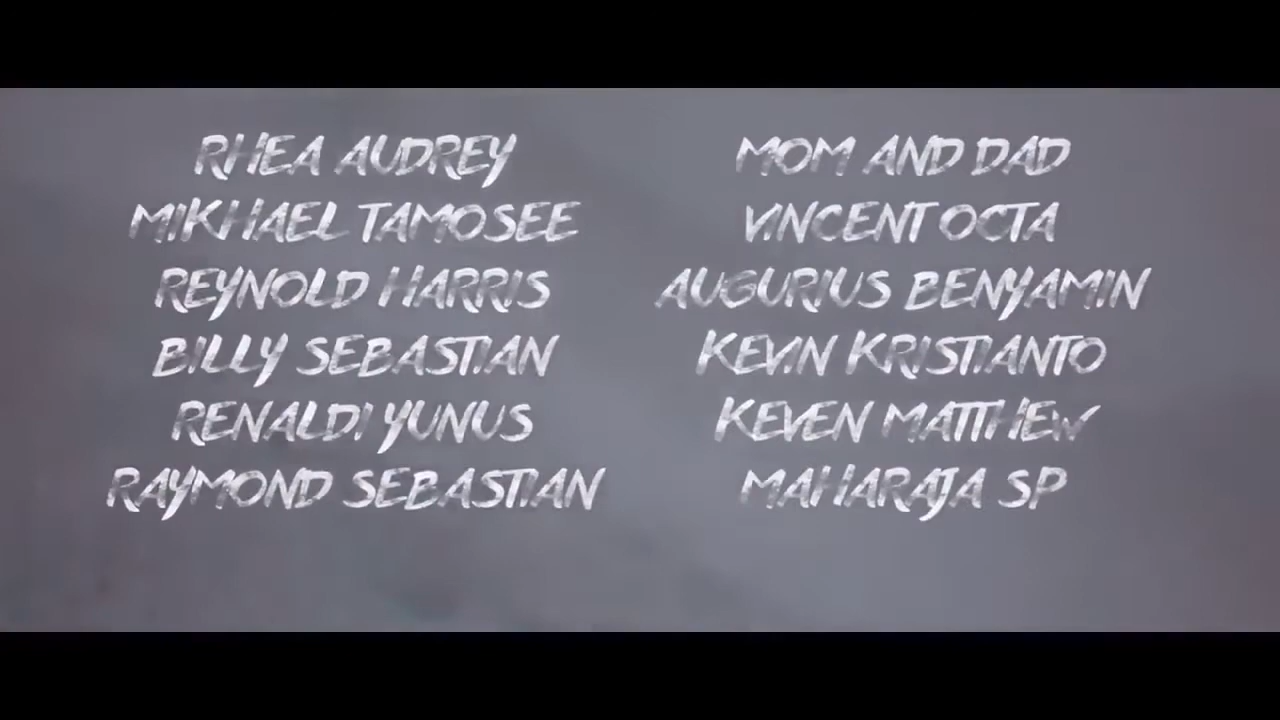 RHEA AUDREY
MIKHAEL TAMOSEE
REYNOLD HARRIS
BILLY SEBASTIAN
RENALDI YUNUS
RAYMOND SEBASTIAN
MOM AND DAD
VINCENT OCTA
AUGURIUS BENYAMIN
KEVIN KRISTIANTO
KEVEN MATTHEW
MAHARAJA SP